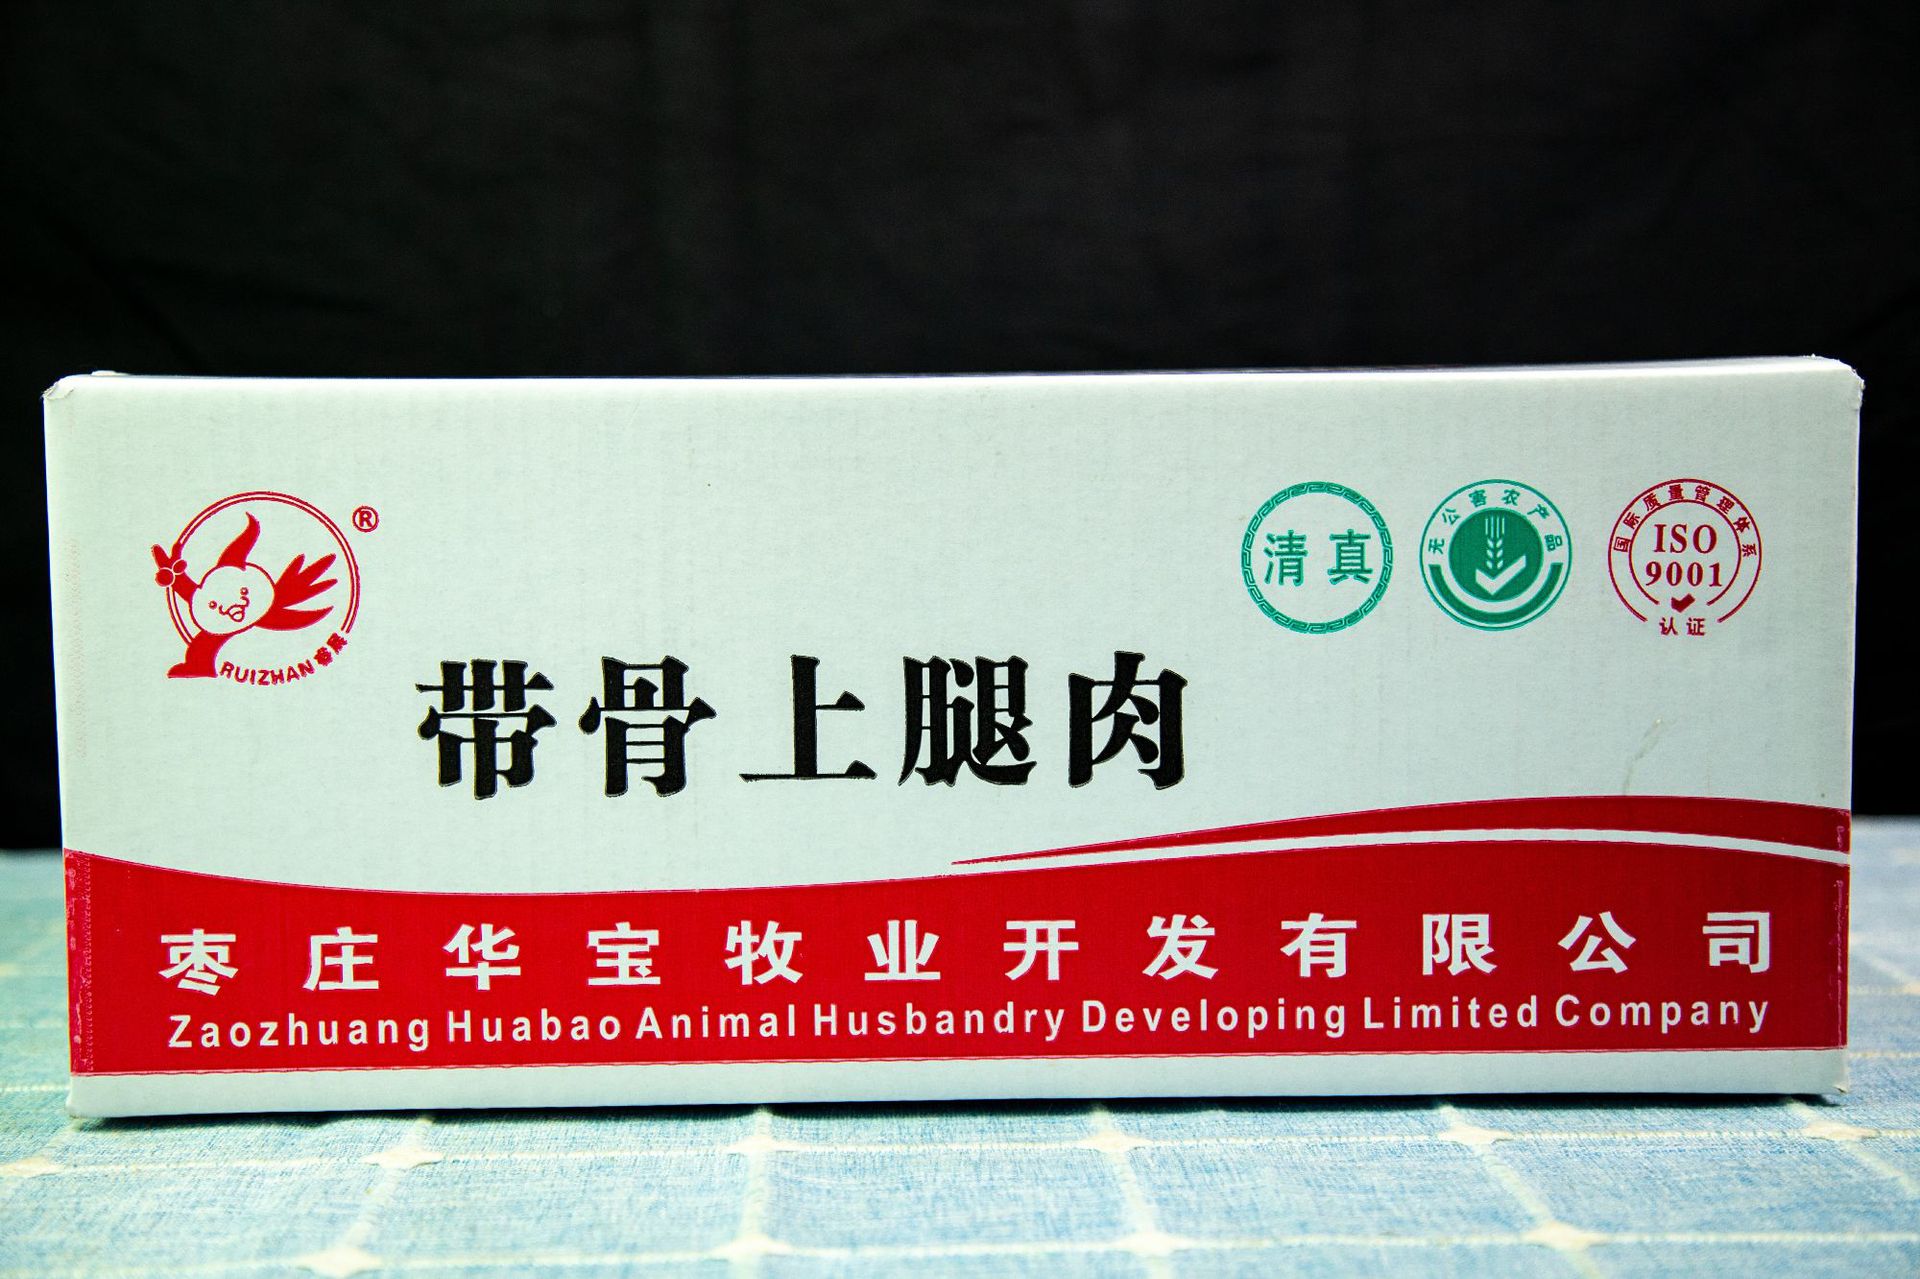 ®
RUIZHAN 睿展
清真
无公害农产品
国际质量管理体系
ISO
9001
认证
带骨上腿肉
枣庄华宝牧业开发有限公司
Zaozhuang Huabao Animal Husbandry Developing Limited Company